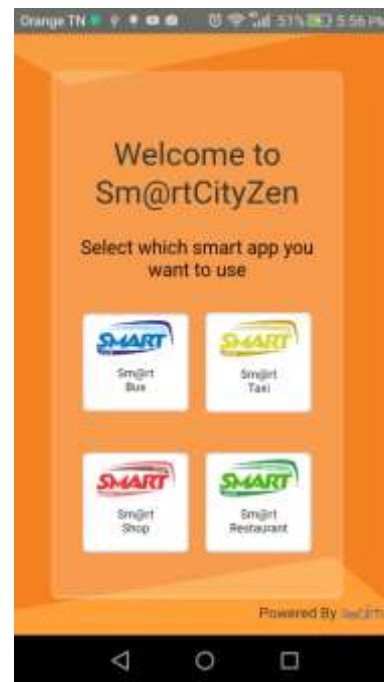 Orange TN 51% 5:56 PM
Welcome to
Sm@rtCityZen
Select which smart app you
want to use
SMART SMART
Sm@rt Sm@rt
Bus Taxi
SMART SMART
Sm@rt Sm@rt
Shop Restaurant
Powered By